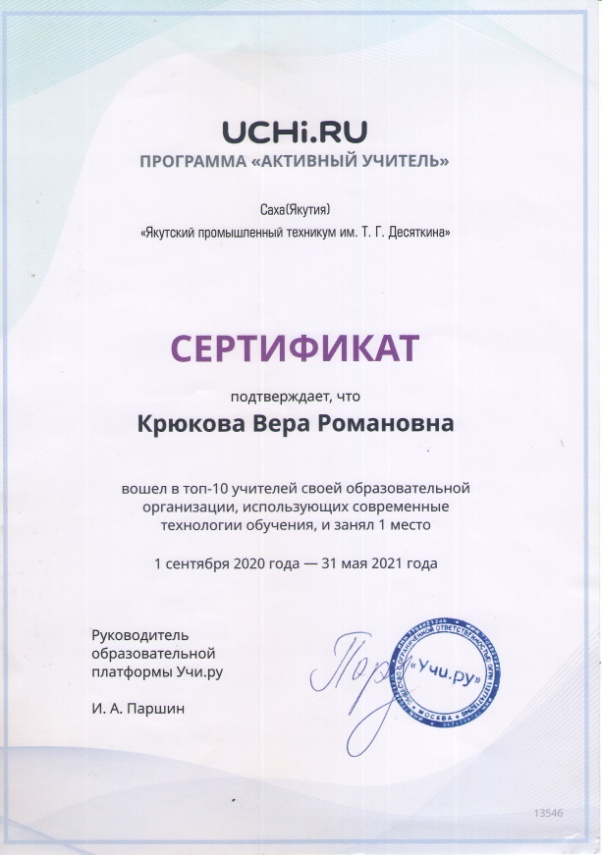 UCHi.RU
ПРОГРАММА «АКТИВНЫЙ УЧИТЕЛЬ»
Саха(Якутия)
«Якутский промышленный техникум им. Т. Г. Десяткина»
СЕРТИФИКАТ
подтверждает, что
Крюкова Вера Романовна
вошел в топ-10 учителей своей образовательной
организации, использующих современные
технологии обучения, и занял 1 место
1 сентября 2020 года — 31 мая 2021 года
Руководитель
образовательной
платформы Учи.ру
И. А. Паршин
«Учи.ру»
МОСКВА
13546